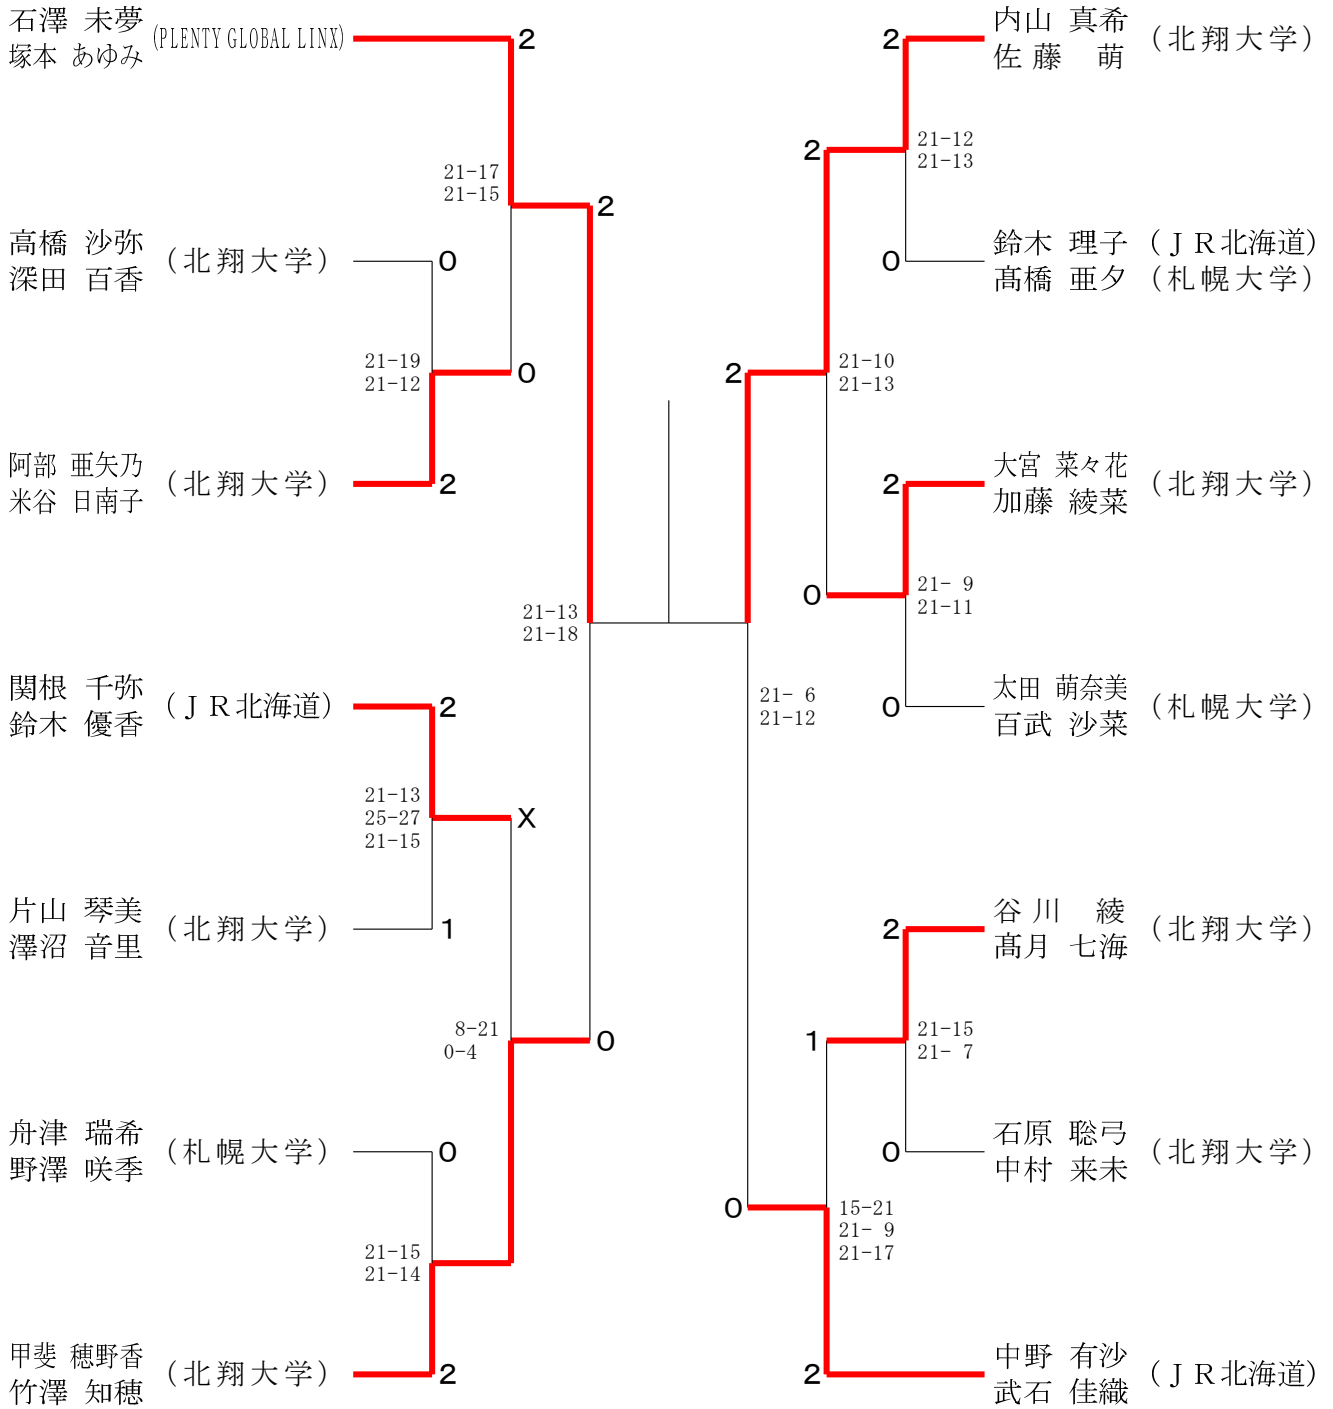 石澤 未夢
塚本 あゆみ
(PLENTY GLOBAL LINX)
2
21-17
21-15
2
高橋 沙弥
深田 百香
(北翔大学)
0
21-19
21-12
0
阿部 亜矢乃
米谷 日南子
(北翔大学)
2
21-13
21-18
関根 千弥
鈴木 優香
(ＪＲ北海道)
2
21-13
25-27
21-15
X
片山 琴美
澤沼 音里
(北翔大学)
1
8-21
0-4
0
舟津 瑞希
野澤 咲季
(札幌大学)
0
21-15
21-14
甲斐 穂野香
竹澤 知穂
(北翔大学)
2
内山 真希
佐藤 萌
(北翔大学)
2
21-12
21-13
2
鈴木 理子 (ＪＲ北海道)
髙橋 亜夕 (札幌大学)
0
2
21-10
21-13
大宮 菜々花
加藤 綾菜
(北翔大学)
2
21- 9
21-11
0
太田 萌奈美
百武 沙菜
(札幌大学)
0
21- 6
21-12
谷川 綾
髙月 七海
(北翔大学)
2
21-15
21- 7
1
石原 聡弓
中村 来未
(北翔大学)
0
0
15-21
21- 9
21-17
中野 有沙
武石 佳織
(ＪＲ北海道)
2